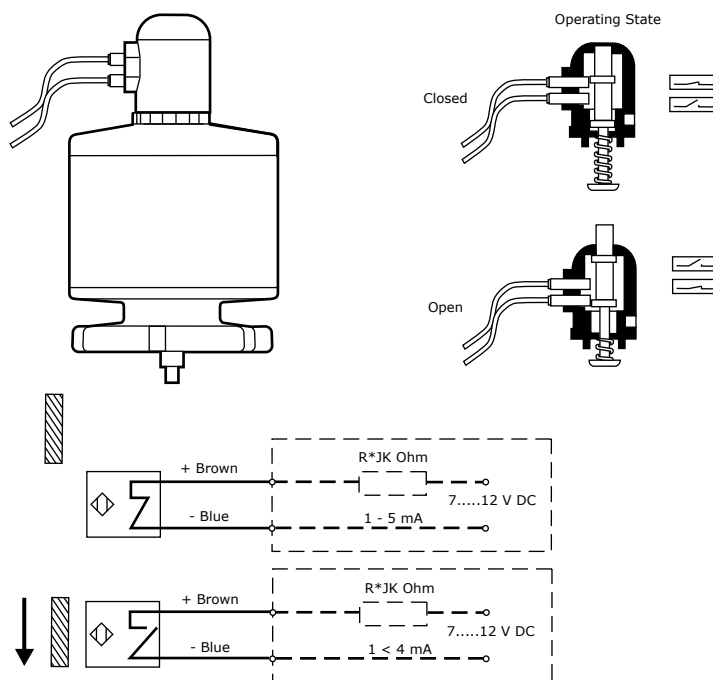 Operating State
Closed
Open
R*JK Ohm
+ Brown
7.....12 V DC
- Blue
1 - 5 mA
R*JK Ohm
+ Brown
7.....12 V DC
- Blue
1 < 4 mA